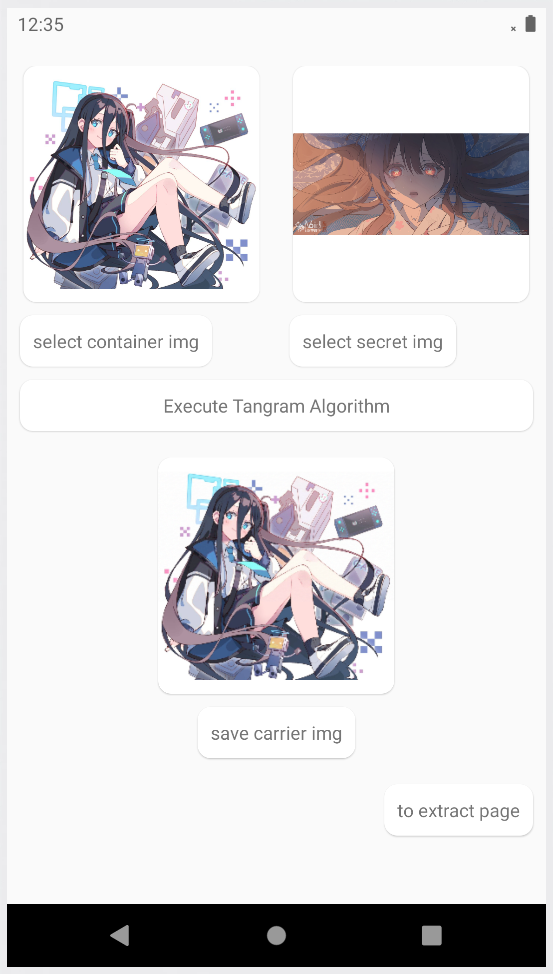 12:35
select container img
select secret img
Execute Tangram Algorithm
save carrier img
to extract page